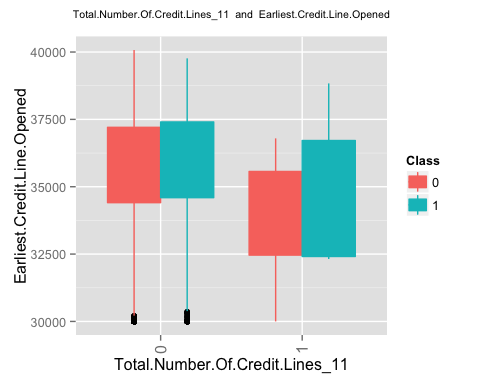 Total.Number.Of.Credit.Lines_11 and Earliest.Credit.Line.Opened
Earliest.Credit.Line.Opened
40000
37500
35000
32500
30000
0
1
Total.Number.Of.Credit.Lines_11
Class
0
1